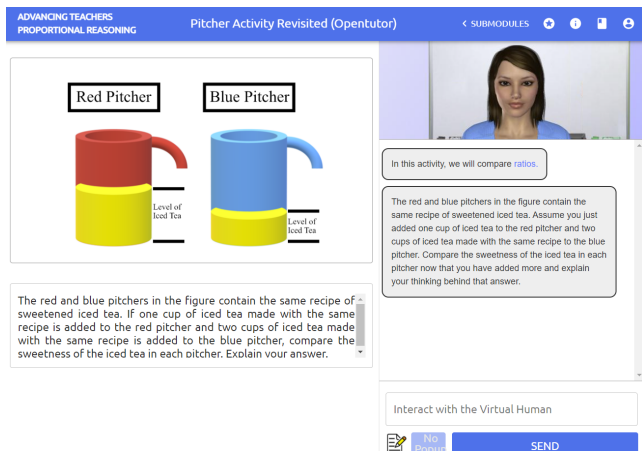 ADVANCING TEACHERS
PROPORTIONAL REASONING
Pitcher Activity Revisited (Opentutor)
< SUBMODULES
Red Pitcher
Blue Pitcher
Level of
Iced Tea
Level of
Iced Tea
The red and blue pitchers in the figure contain the same recipe of
sweetened iced tea. If one cup of iced tea made with the same
recipe is added to the red pitcher and two cups of iced tea made
with the same recipe is added to the blue pitcher, compare the
sweetness of the iced tea in each pitcher. Explain your answer.
In this activity, we will compare ratios.
The red and blue pitchers in the figure contain the
same recipe of sweetened iced tea. Assume you just
added one cup of iced tea to the red pitcher and two
cups of iced tea made with the same recipe to the blue
pitcher. Compare the sweetness of the iced tea in each
pitcher now that you have added more and explain
your thinking behind that answer.
Interact with the Virtual Human
No
Popup
SEND